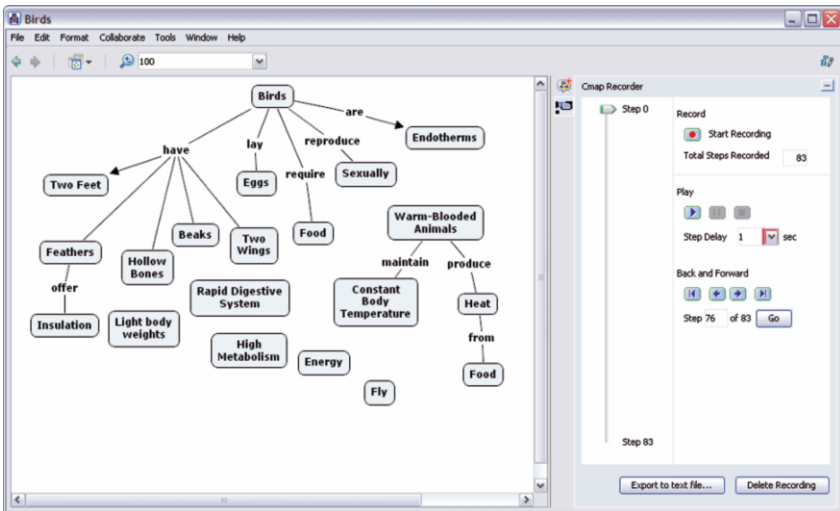 Birds
File Edit Format Collaborate Tools Window Help
100
Birds
are
Endotherms
have
lay
reproduce
Two Feet
Eggs
require
Sexually
Feathers
Beaks
Two
Wings
Food
Warm-Blooded
Animals
Hollow
Bones
offer
maintain
produce
Insulation
Light body
weights
Rapid Digestive
System
Constant
Body
Temperature
Heat
from
High
Metabolism
Energy
Food
Fly
Cmap Recorder
Step 0
Step 83
Record
Start Recording
Total Steps Recorded 83
Play
Step Delay 1 sec
Back and Forward
Step 76 of 83 Go
Export to text file... Delete Recording